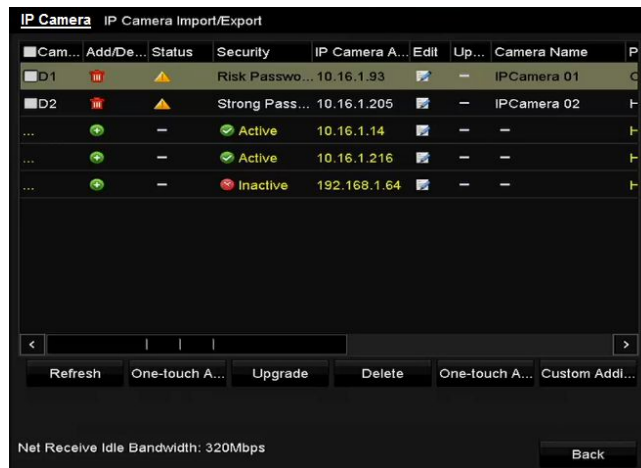 IP Camera IP Camera Import/Export
Cam... Add/De... Status Security IP Camera A... Edit Up... Camera Name P
D1 Risk Passwo... 10.16.1.93 – IPCamera 01
D2 Strong Pass... 10.16.1.205 – IPCamera 02
... – Active 10.16.1.14 – –
... – Active 10.16.1.216 – –
... – Inactive 192.168.1.64 – –
Refresh One-touch A... Upgrade Delete One-touch A... Custom Addi...
Net Receive Idle Bandwidth: 320Mbps Back